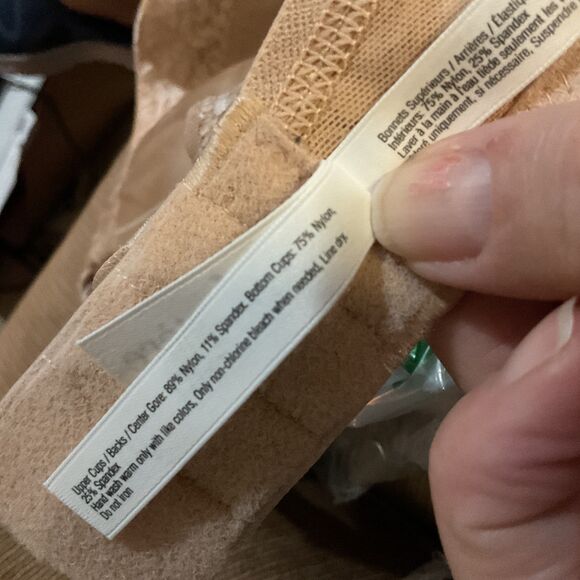 Upper Cups / Backs / Center Gore: 89% Nylon, 11% Spandex. Bottom Cups: 75% Nylon,
25% Spandex
Hand wash warm only with like colors. Only non-chlorine bleach when needed. Line dry.
Do not iron
Bonnets Supérieurs / Arrières / Élastique
Inférieurs: 75% Nylon, 25% Spandex
Laver à la main à l'eau tiède seulement les
uniquement, si nécessaire. Suspendre